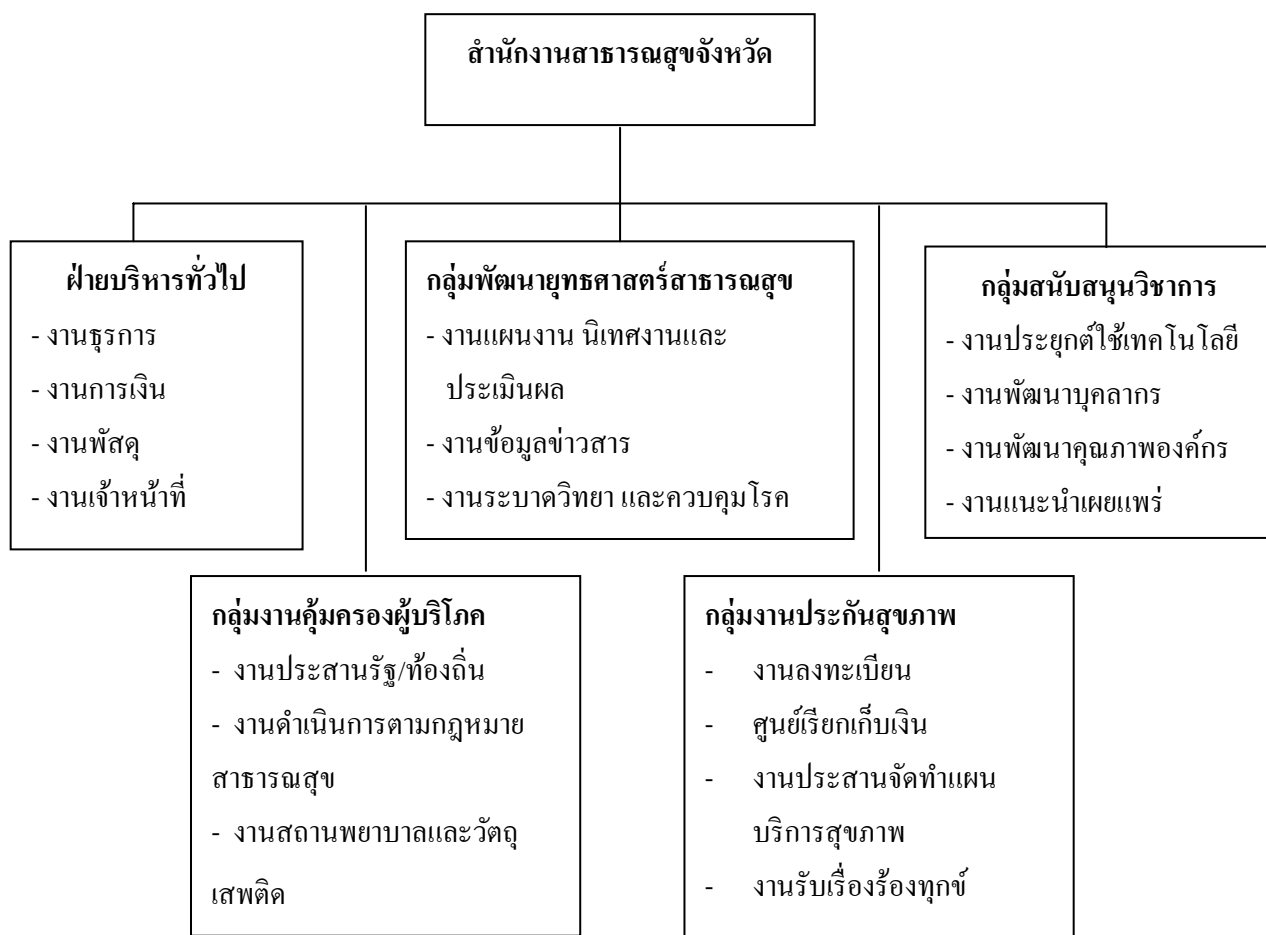 สำนักงานสาธารณสุขจังหวัด
ฝ่ายบริหารทั่วไป
- งานธุรการ
- งานการเงิน
- งานพัสดุ
- งานเจ้าหน้าที่
กลุ่มพัฒนายุทธศาสตร์สาธารณสุข
- งานแผนงาน นิเทศงานและ
ประเมินผล
- งานข้อมูลข่าวสาร
- งานระบาดวิทยา และควบคุมโรค
กลุ่มสนับสนุนวิชาการ
- งานประยุกต์ใช้เทคโนโลยี
- งานพัฒนาบุคลากร
- งานพัฒนาคุณภาพองค์กร
- งานแนะนำเผยแพร่
กลุ่มงานคุ้มครองผู้บริโภค
- งานประสานรัฐ/ท้องถิ่น
- งานดำเนินการตามกฎหมาย
สาธารณสุข
- งานสถานพยาบาลและวัตถุ
เสพติด
กลุ่มงานประกันสุขภาพ
- งานลงทะเบียน
- ศูนย์เรียกเก็บเงิน
- งานประสานจัดทำแผน
บริการสุขภาพ
- งานรับเรื่องร้องทุกข์